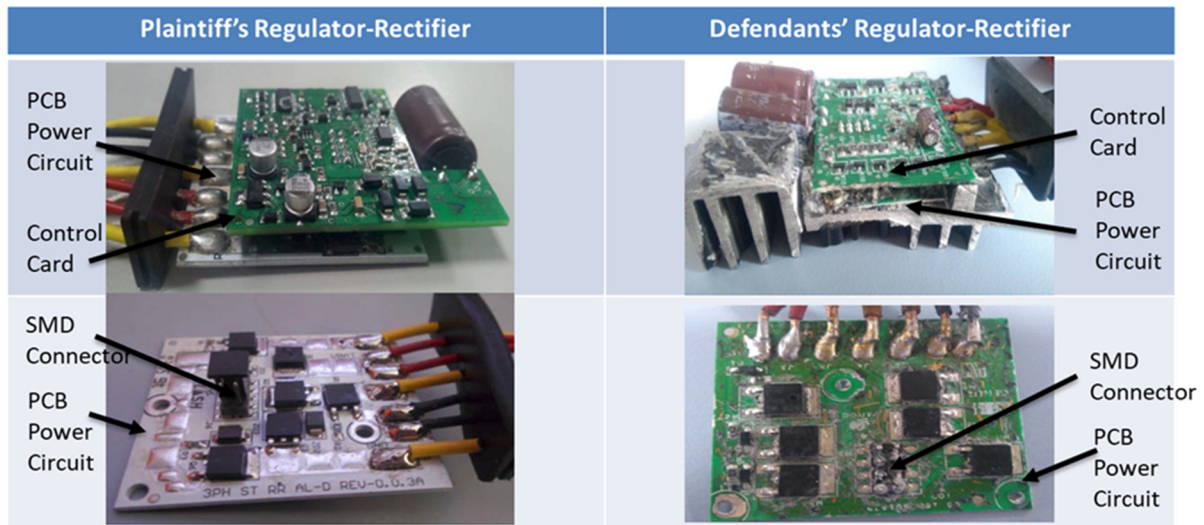 Plaintiff's Regulator-Rectifier
Defendants' Regulator-Rectifier
PCB
Power
Circuit
Control
Card
Control
Card
PCB
Power
Circuit
SMD
Connector
PCB
Power
Circuit
3PH ST RR AL-D REV-0.0.3A
SMD
Connector
PCB
Power
Circuit